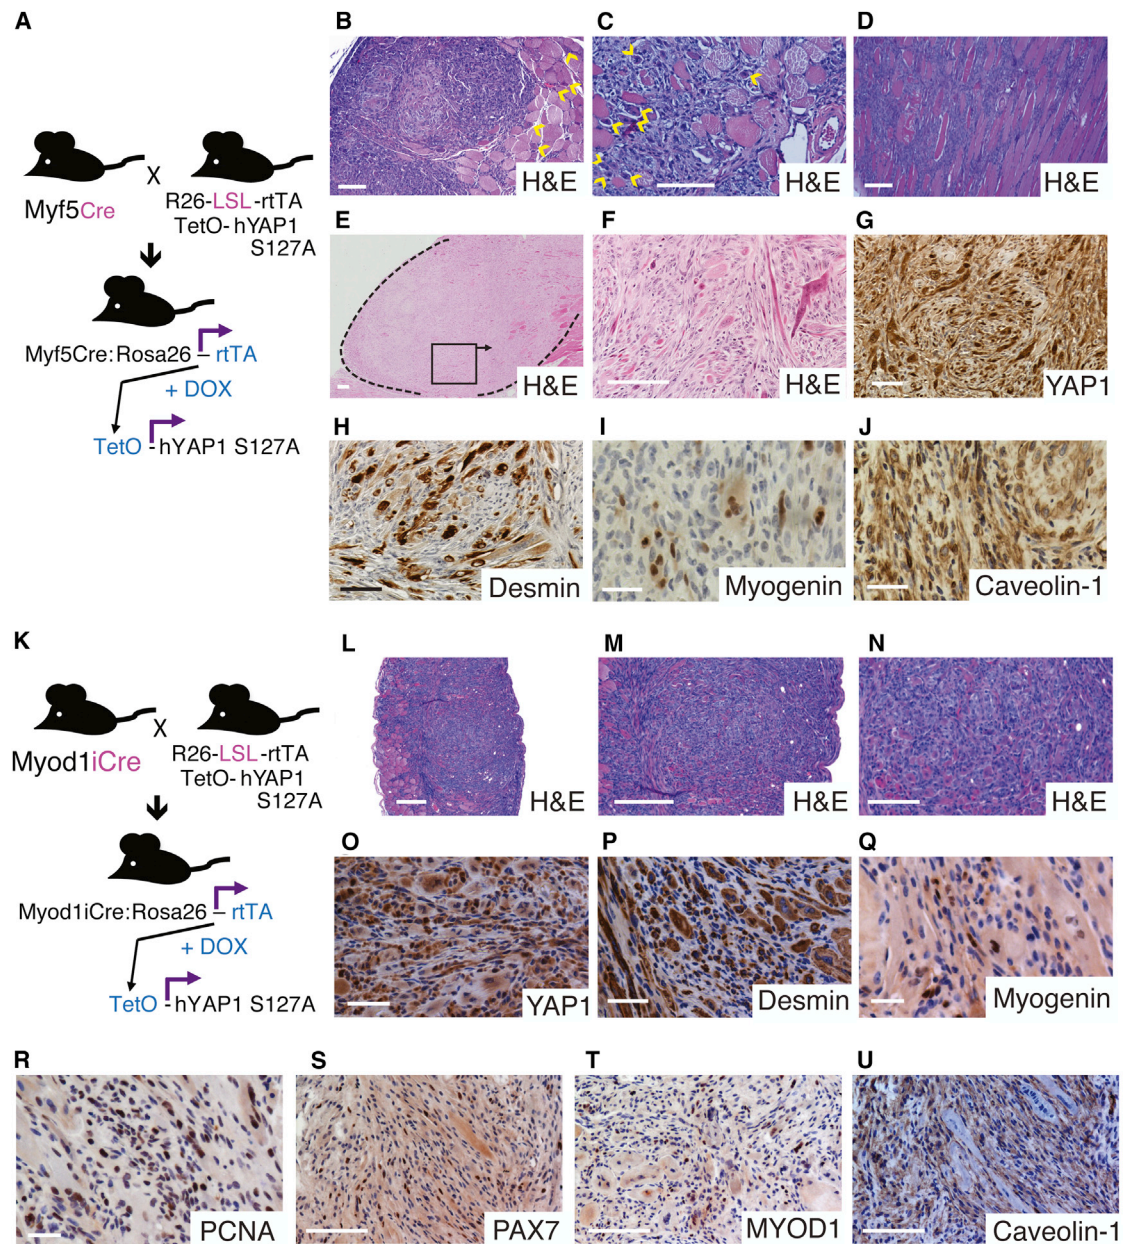 A
Myf5Cre
X
R26-LSL-rtTA
TetO-hYAP1
S127A
Myf5Cre:Rosa26 – rtTA
+ DOX
TetO -hYAP1 S127A
B
H&E
C
H&E
D
H&E
E
H&E
F
H&E
G
YAP1
H
Desmin
I
Myogenin
J
Caveolin-1
K
Myod1iCre
X
R26-LSL-rtTA
TetO-hYAP1
S127A
Myod1iCre:Rosa26 – rtTA
+ DOX
TetO -hYAP1 S127A
L
H&E
M
H&E
N
H&E
O
YAP1
P
Desmin
Q
Myogenin
R
PCNA
S
PAX7
T
MYOD1
U
Caveolin-1